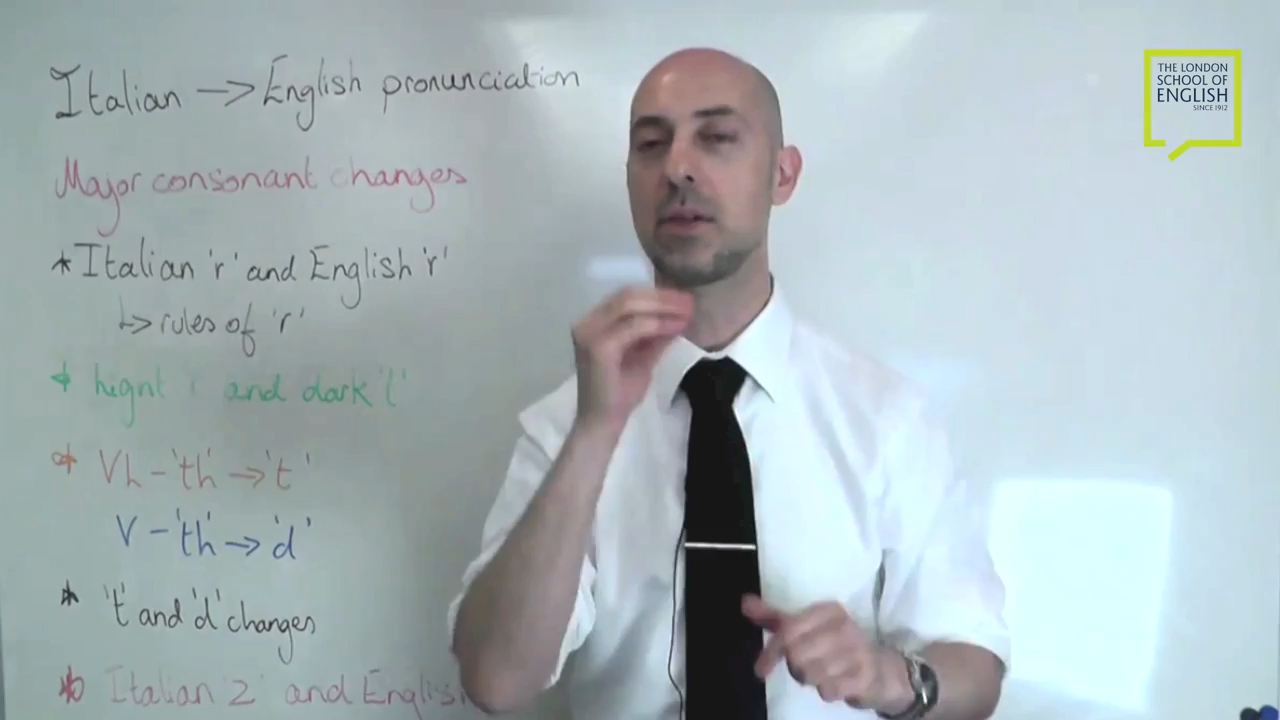 Italian → English pronunciation
Major consonant changes
* Italian 'r' and English 'r'
↳ rules of 'r'
* and dark 'l'
* Vh - 'th' → 't'
V - 'th' → 'd'
* 't' and 'd' changes
* Italian and
THE LONDON
SCHOOL OF
ENGLISH
SINCE 1912